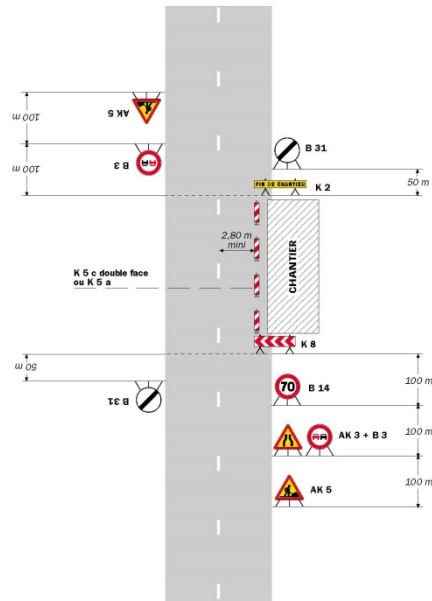 AK 5
100 m
B 3
100 m
B 31
FIN DE CHANTIER
K 2
50 m
2,80 m
mini
CHANTIER
K 5 c double face
ou K 5 a
K 8
50 m
B 31
70
B 14
100 m
AK 3 + B 3
100 m
AK 5
100 m